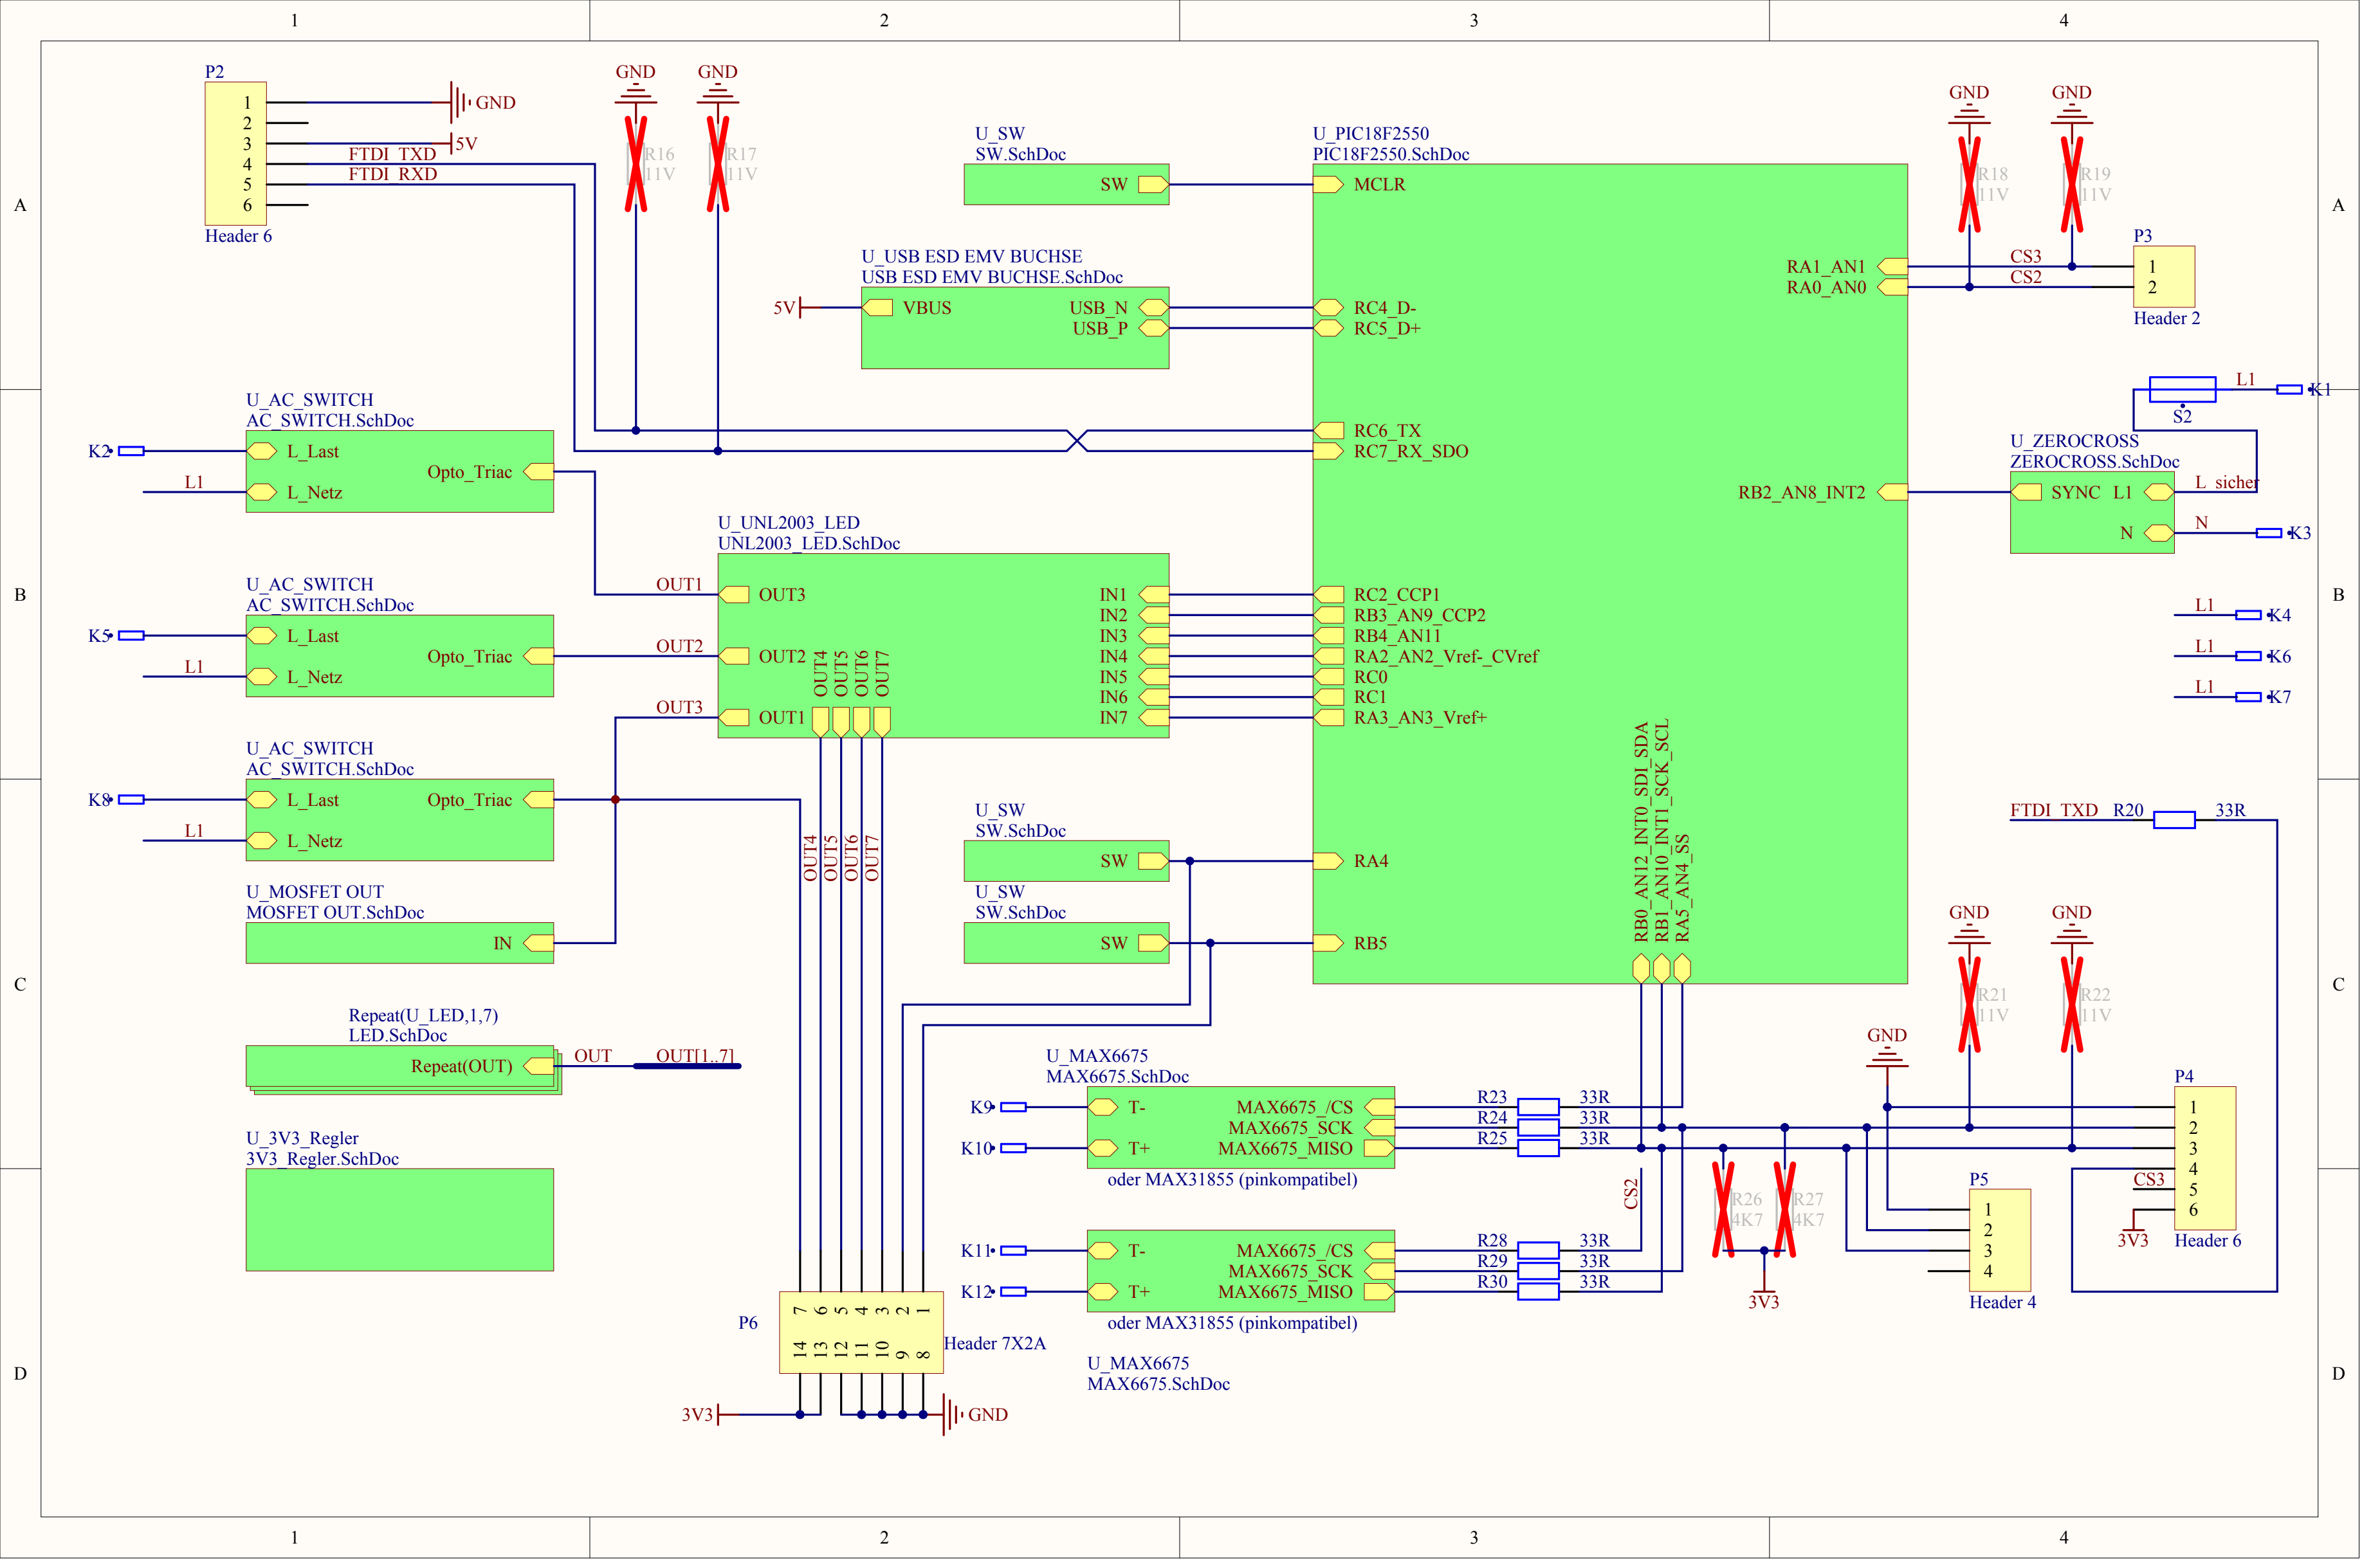 1 2 3 4
A
B
C
D
A
B
C
D
P2
1
2
3
4
5
6
Header 6
GND
5V
FTDI_TXD
FTDI_RXD
GND
R16
11V
GND
R17
11V
U_SW
SW.SchDoc
SW
U_USB ESD EMV BUCHSE
USB ESD EMV BUCHSE.SchDoc
5V
VBUS
USB_N
USB_P
U_PIC18F2550
PIC18F2550.SchDoc
MCLR
RC4_D-
RC5_D+
RC6_TX
RC7_RX_SDO
RC2_CCP1
RB3_AN9_CCP2
RB4_AN11
RA2_AN2_Vref-_CVref
RC0
RC1
RA3_AN3_Vref+
RA4
RB5
RA1_AN1
RA0_AN0
RB2_AN8_INT2
RB0_AN12_INT0_SDI_SDA
RB1_AN10_INT1_SCK_SCL
RA5_AN4_SS
GND
R18
11V
GND
R19
11V
CS3
CS2
P3
1
2
Header 2
L1
K1
S2
U_ZEROCROSS
ZEROCROSS.SchDoc
SYNC L1
N
L_sicher
N
K3
L1
K4
L1
K6
L1
K7
U_AC_SWITCH
AC_SWITCH.SchDoc
K2
L_Last
Opto_Triac
L1
L_Netz
U_AC_SWITCH
AC_SWITCH.SchDoc
K5
L_Last
Opto_Triac
L1
L_Netz
U_AC_SWITCH
AC_SWITCH.SchDoc
K8
L_Last
Opto_Triac
L1
L_Netz
U_MOSFET OUT
MOSFET OUT.SchDoc
IN
Repeat(U_LED,1,7)
LED.SchDoc
Repeat(OUT)
OUT
OUT[1..7]
U_3V3_Regler
3V3_Regler.SchDoc
U_UNL2003_LED
UNL2003_LED.SchDoc
OUT1
OUT3
OUT2
OUT2
OUT3
OUT1
OUT4
OUT5
OUT6
OUT7
IN1
IN2
IN3
IN4
IN5
IN6
IN7
OUT4
OUT5
OUT6
OUT7
U_SW
SW.SchDoc
SW
U_SW
SW.SchDoc
SW
U_MAX6675
MAX6675.SchDoc
K9
T-
K10
T+
MAX6675_/CS
MAX6675_SCK
MAX6675_MISO
oder MAX31855 (pinkompatibel)
R23 33R
R24 33R
R25 33R
CS2
K11
T-
K12
T+
MAX6675_/CS
MAX6675_SCK
MAX6675_MISO
oder MAX31855 (pinkompatibel)
U_MAX6675
MAX6675.SchDoc
R28 33R
R29 33R
R30 33R
R26
4K7
R27
4K7
3V3
FTDI_TXD R20 33R
GND
R21
11V
GND
R22
11V
GND
P4
1
2
3
4
5
6
Header 6
CS3
3V3
P5
1
2
3
4
Header 4
P6
7 6 5 4 3 2 1
14 13 12 11 10 9 8
Header 7X2A
3V3
GND
1 2 3 4